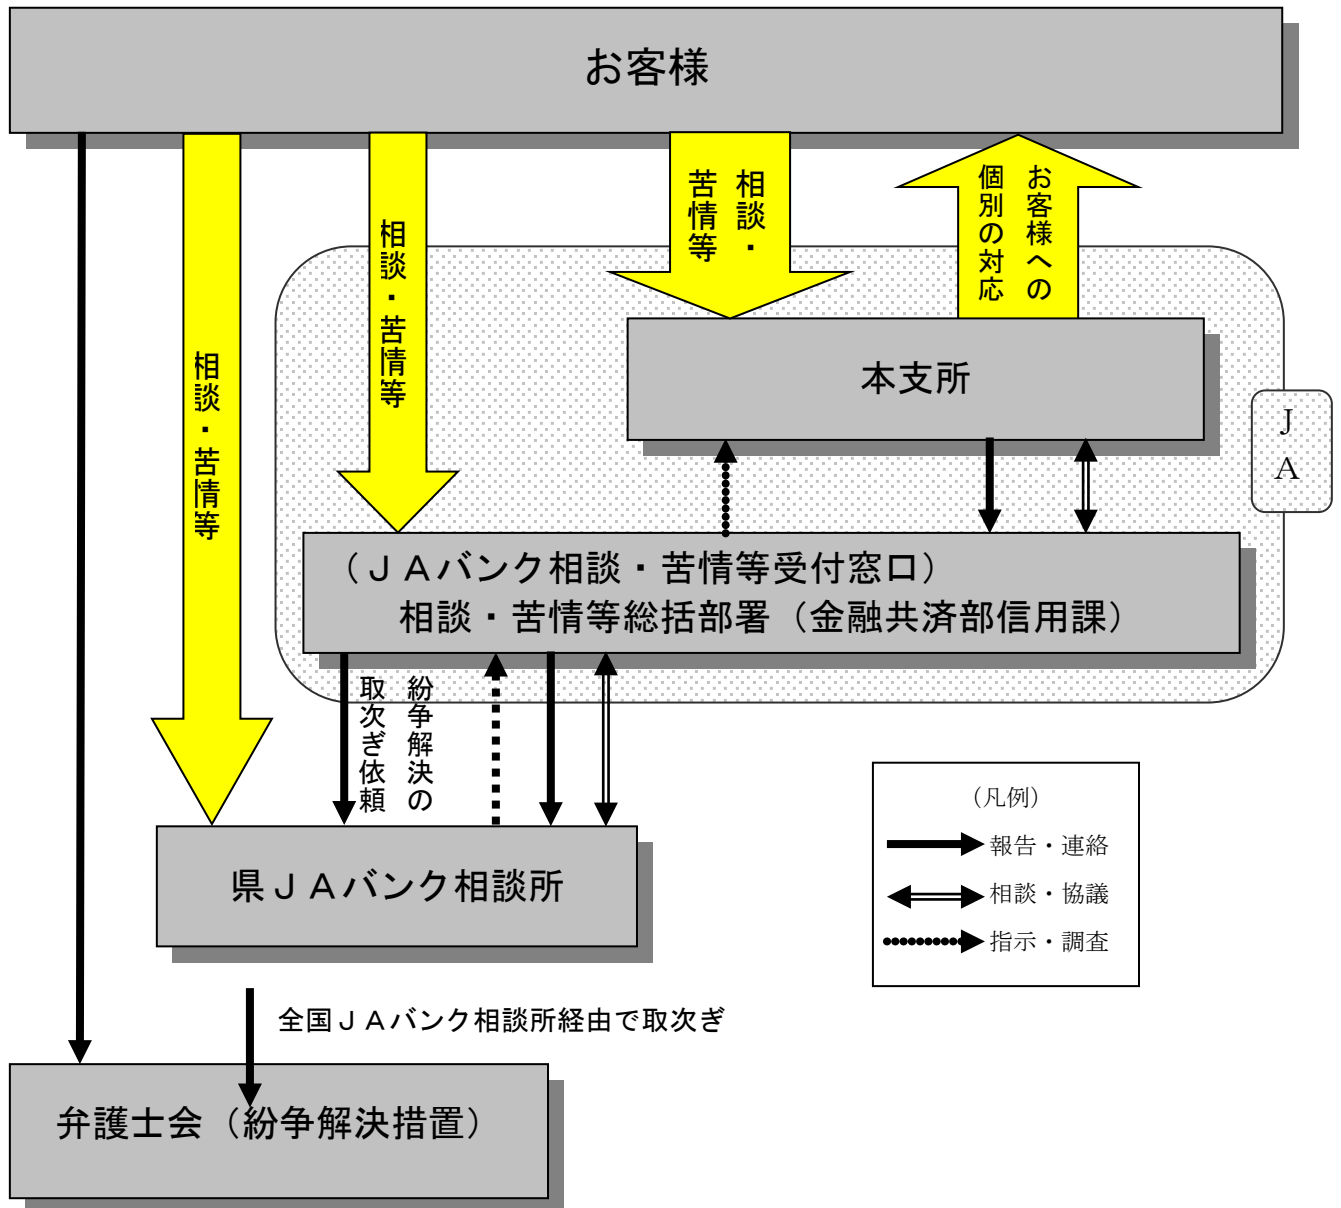 お客様
相談・
苦情等
お客様への
個別の対応
相談・苦情等
相談・苦情等
本支所
ＪＡ
（ＪＡバンク相談・苦情等受付窓口）
相談・苦情等総括部署（金融共済部信用課）
紛争解決の
取次ぎ依頼
（凡例）
報告・連絡
相談・協議
指示・調査
県ＪＡバンク相談所
全国ＪＡバンク相談所経由で取次ぎ
弁護士会（紛争解決措置）